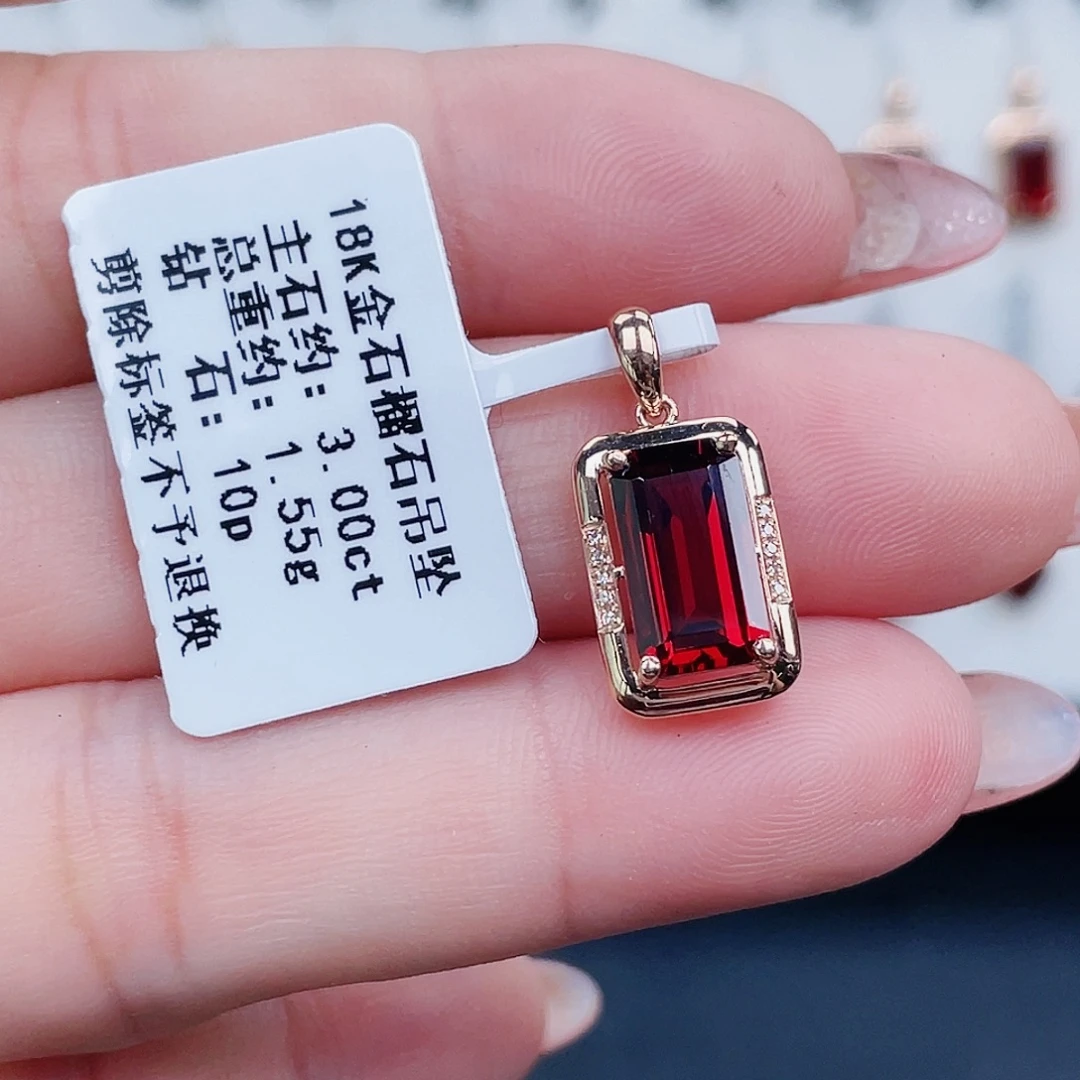 18K金石榴石吊坠
主石约: 3.00ct
总重约: 1.55g
钻 石: 10p
剪除标签不予退换